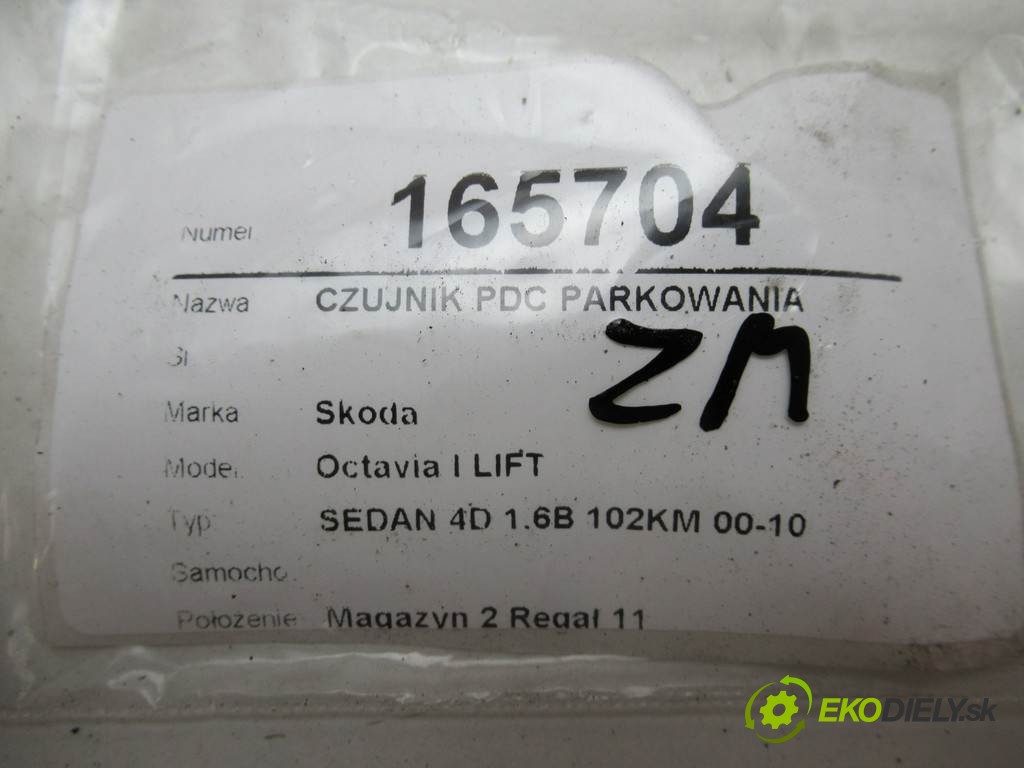 Numer 165704
Nazwa CZUJNIK PDC PARKOWANIA
ZM
Marka Skoda
Model Octavia I LIFT
Typ SEDAN 4D 1.6B 102KM 00-10
Samocho.
Położenie Magazyn 2 Regał 11
EKODIELY.sk